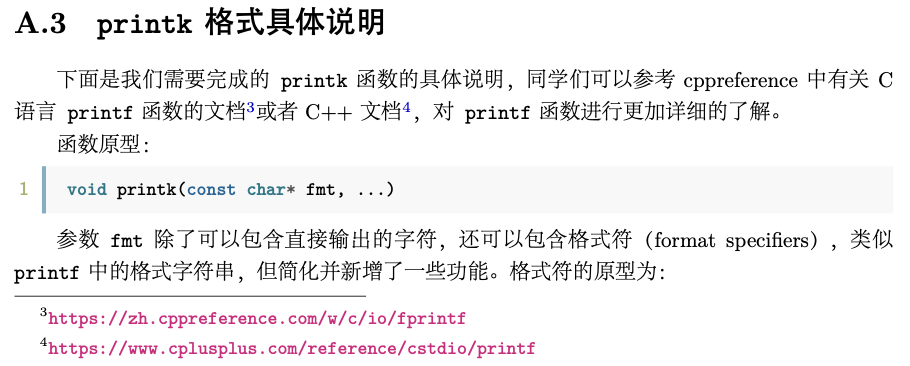 A.3 printk 格式具体说明
下面是我们需要完成的 printk 函数的具体说明，同学们可以参考 cppreference 中有关 C
语言 printf 函数的文档3或者 C++ 文档4，对 printf 函数进行更加详细的了解。
函数原型：
1 void printk(const char* fmt, ...)
参数 fmt 除了可以包含直接输出的字符，还可以包含格式符（format specifiers），类似
printf 中的格式字符串，但简化并新增了一些功能。格式符的原型为：
3https://zh.cppreference.com/w/c/io/fprintf
4https://www.cplusplus.com/reference/cstdio/printf